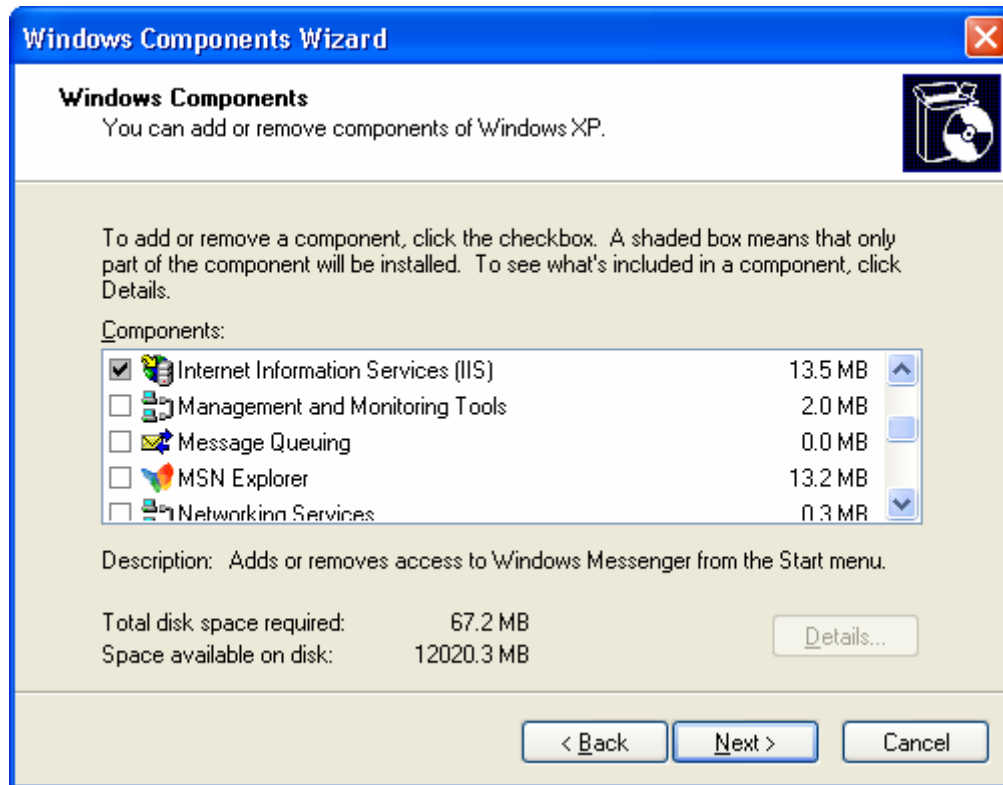 Windows Components Wizard
Windows Components
You can add or remove components of Windows XP.
To add or remove a component, click the checkbox. A shaded box means that only
part of the component will be installed. To see what's included in a component, click
Details.
Components:
Internet Information Services (IIS) 13.5 MB
Management and Monitoring Tools 2.0 MB
Message Queuing 0.0 MB
MSN Explorer 13.2 MB
Networking Services 0.3 MB
Description: Adds or removes access to Windows Messenger from the Start menu.
Total disk space required: 67.2 MB
Space available on disk: 12020.3 MB
Details...
< Back Next > Cancel